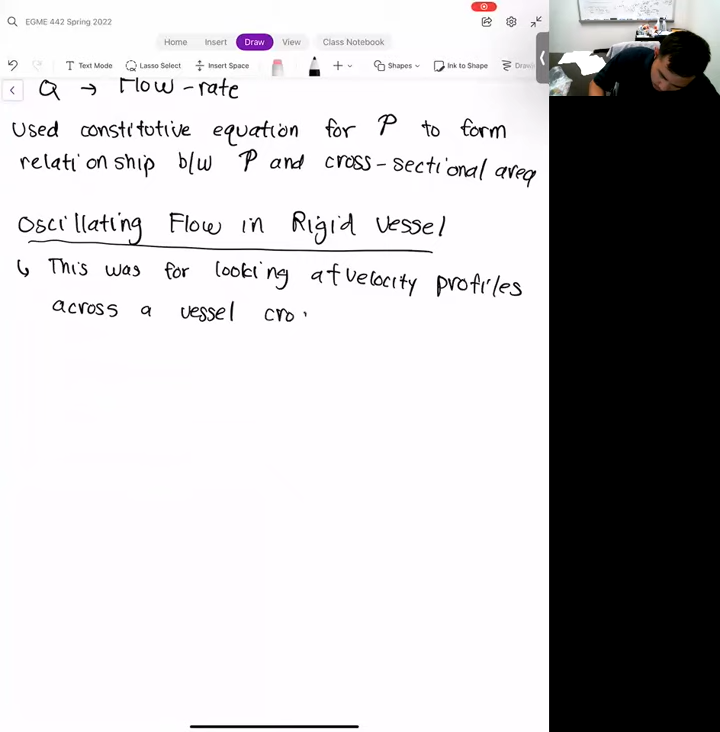 EGME 442 Spring 2022
Home Insert Draw View Class Notebook
Text Mode Lasso Select Insert Space Shapes Ink to Shape Draw
Q → Flow-rate
Used constitutive equation for P to form
relationship b/w P and cross-sectional area
Oscillating Flow in Rigid Vessel
↳ This was for looking at velocity profiles
across a vessel cro